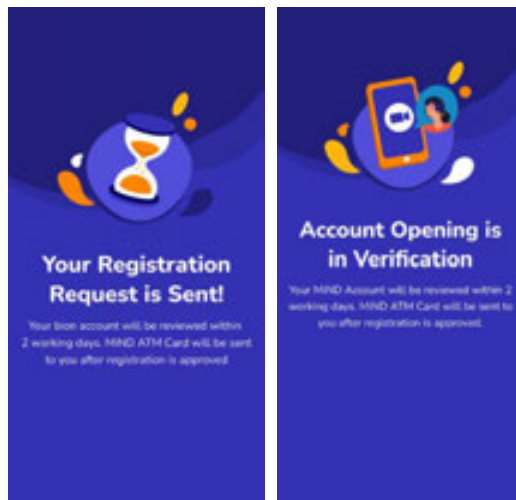 Your Registration
Request is Sent!
Your bion account will be reviewed within
2 working days. MIND ATM Card will be sent
to you after registration is approved
Account Opening is
in Verification
Your MIND Account will be reviewed within 2
working days. MIND ATM Card will be sent to
you after registration is approved.